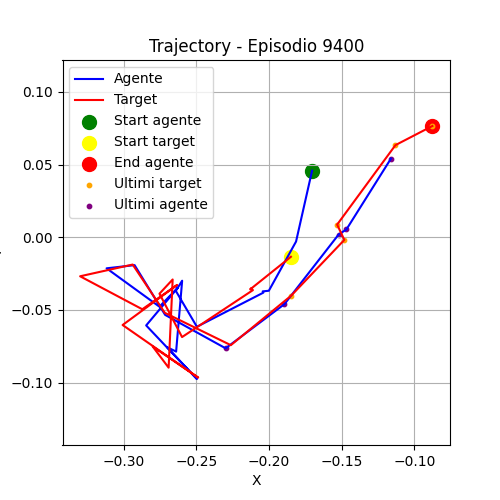 Trajectory - Episodio 9400
Agente
Target
Start agente
Start target
End agente
Ultimi target
Ultimi agente
0.10
0.05
0.00
−0.05
−0.10
−0.30
−0.25
−0.20
−0.15
−0.10
X